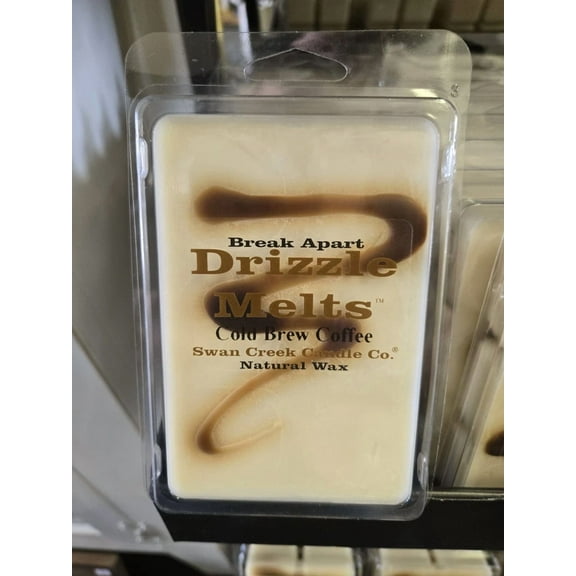 Break Apart
Drizzle
Melts™
Cold Brew Coffee
Swan Creek Candle Co.®
Natural Wax